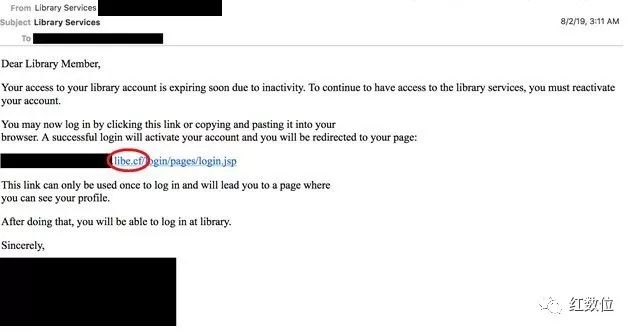 From Library Services
Subject Library Services
8/2/19, 3:11 AM
To
Dear Library Member,
Your access to your library account is expiring soon due to inactivity. To continue to have access to the library services, you must reactivate
your account.
You may now log in by clicking this link or copying and pasting it into your
browser. A successful login will activate your account and you will be redirected to your page:
libe.cf/login/pages/login.jsp
This link can only be used once to log in and will lead you to a page where
you can see your profile.
After doing that, you will be able to log in at library.
Sincerely,
红数位